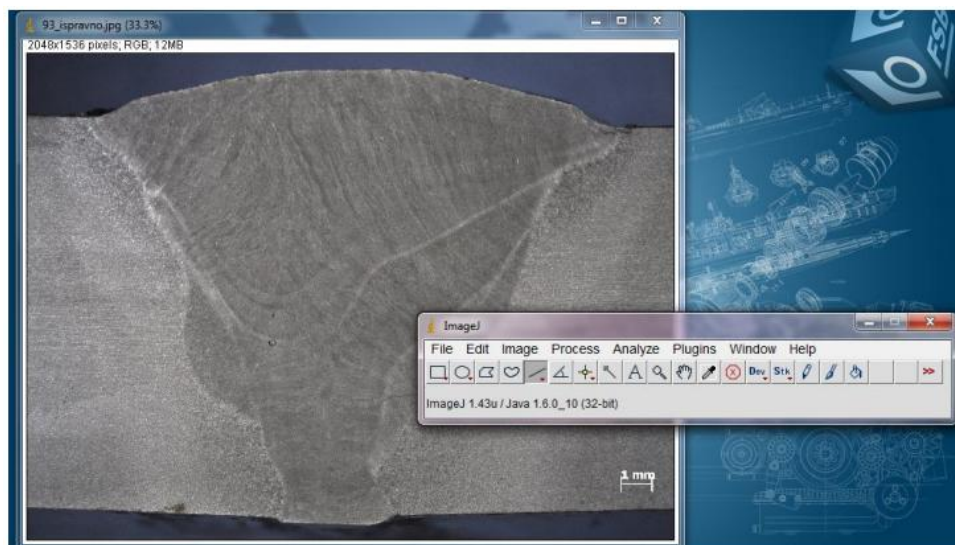 93_ispravno.jpg (33.3%)
2048x1536 pixels; RGB; 12MB
FSB
1 mm
ImageJ
File Edit Image Process Analyze Plugins Window Help
A Dev Stk >>
ImageJ 1.43u / Java 1.6.0_10 (32-bit)